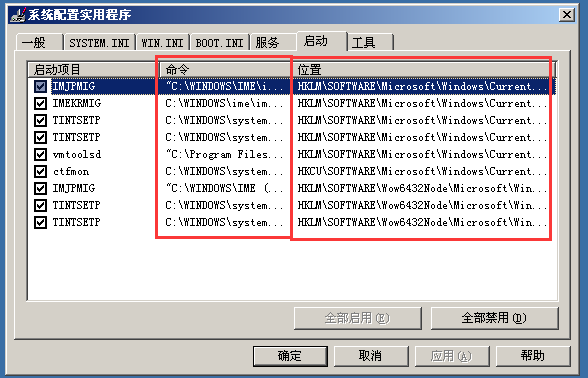 系统配置实用程序
一般 SYSTEM.INI WIN.INI BOOT.INI 服务 启动 工具
启动项目 命令 位置
IMJPMIG "C:\WINDOWS\IME\i... HKLM\SOFTWARE\Microsoft\Windows\Current...
IMEKRMIG C:\WINDOWS\ime\im... HKLM\SOFTWARE\Microsoft\Windows\Current...
TINTSETP C:\WINDOWS\system... HKLM\SOFTWARE\Microsoft\Windows\Current...
TINTSETP C:\WINDOWS\system... HKLM\SOFTWARE\Microsoft\Windows\Current...
vmtoolsd "C:\Program Files... HKLM\SOFTWARE\Microsoft\Windows\Current...
ctfmon C:\WINDOWS\system... HKCU\SOFTWARE\Microsoft\Windows\Current...
IMJPMIG "C:\WINDOWS\IME (... HKLM\SOFTWARE\Wow6432Node\Microsoft\Win...
TINTSETP C:\WINDOWS\system... HKLM\SOFTWARE\Wow6432Node\Microsoft\Win...
TINTSETP C:\WINDOWS\system... HKLM\SOFTWARE\Wow6432Node\Microsoft\Win...
全部启用(E) 全部禁用(D)
确定 取消 应用(A) 帮助